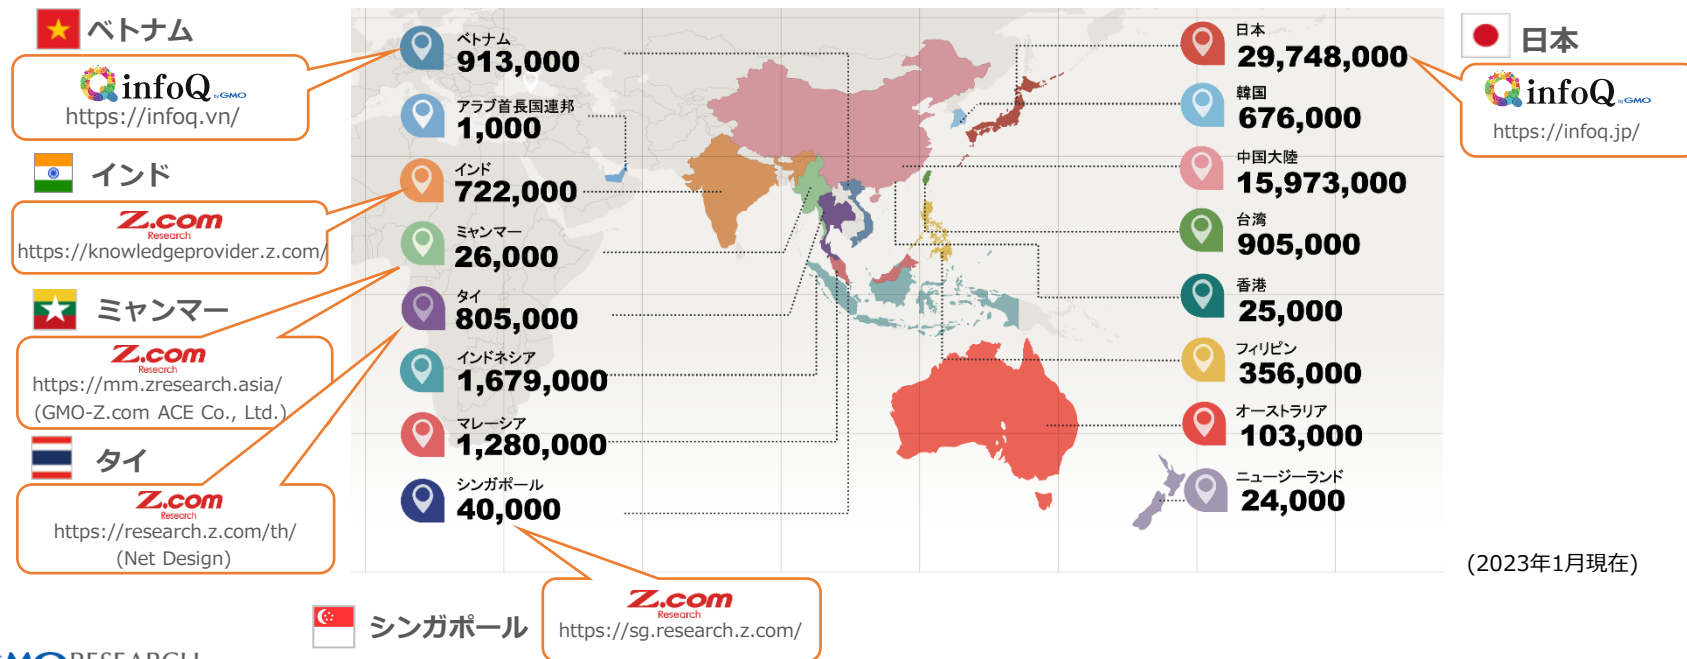 ベトナム
infoQ by GMO
https://infoq.vn/
インド
Z.com
Research
https://knowledgeprovider.z.com/
ミャンマー
Z.com
Research
https://mm.zresearch.asia/
(GMO-Z.com ACE Co., Ltd.)
タイ
Z.com
Research
https://research.z.com/th/
(Net Design)
ベトナム
913,000
アラブ首長国連邦
1,000
インド
722,000
ミャンマー
26,000
タイ
805,000
インドネシア
1,679,000
マレーシア
1,280,000
シンガポール
40,000
日本
29,748,000
韓国
676,000
中国大陸
15,973,000
台湾
905,000
香港
25,000
フィリピン
356,000
オーストラリア
103,000
ニュージーランド
24,000
日本
infoQ by GMO
https://infoq.jp/
(2023年1月現在)
シンガポール
Z.com
Research
https://sg.research.z.com/
GMO RESEARCH